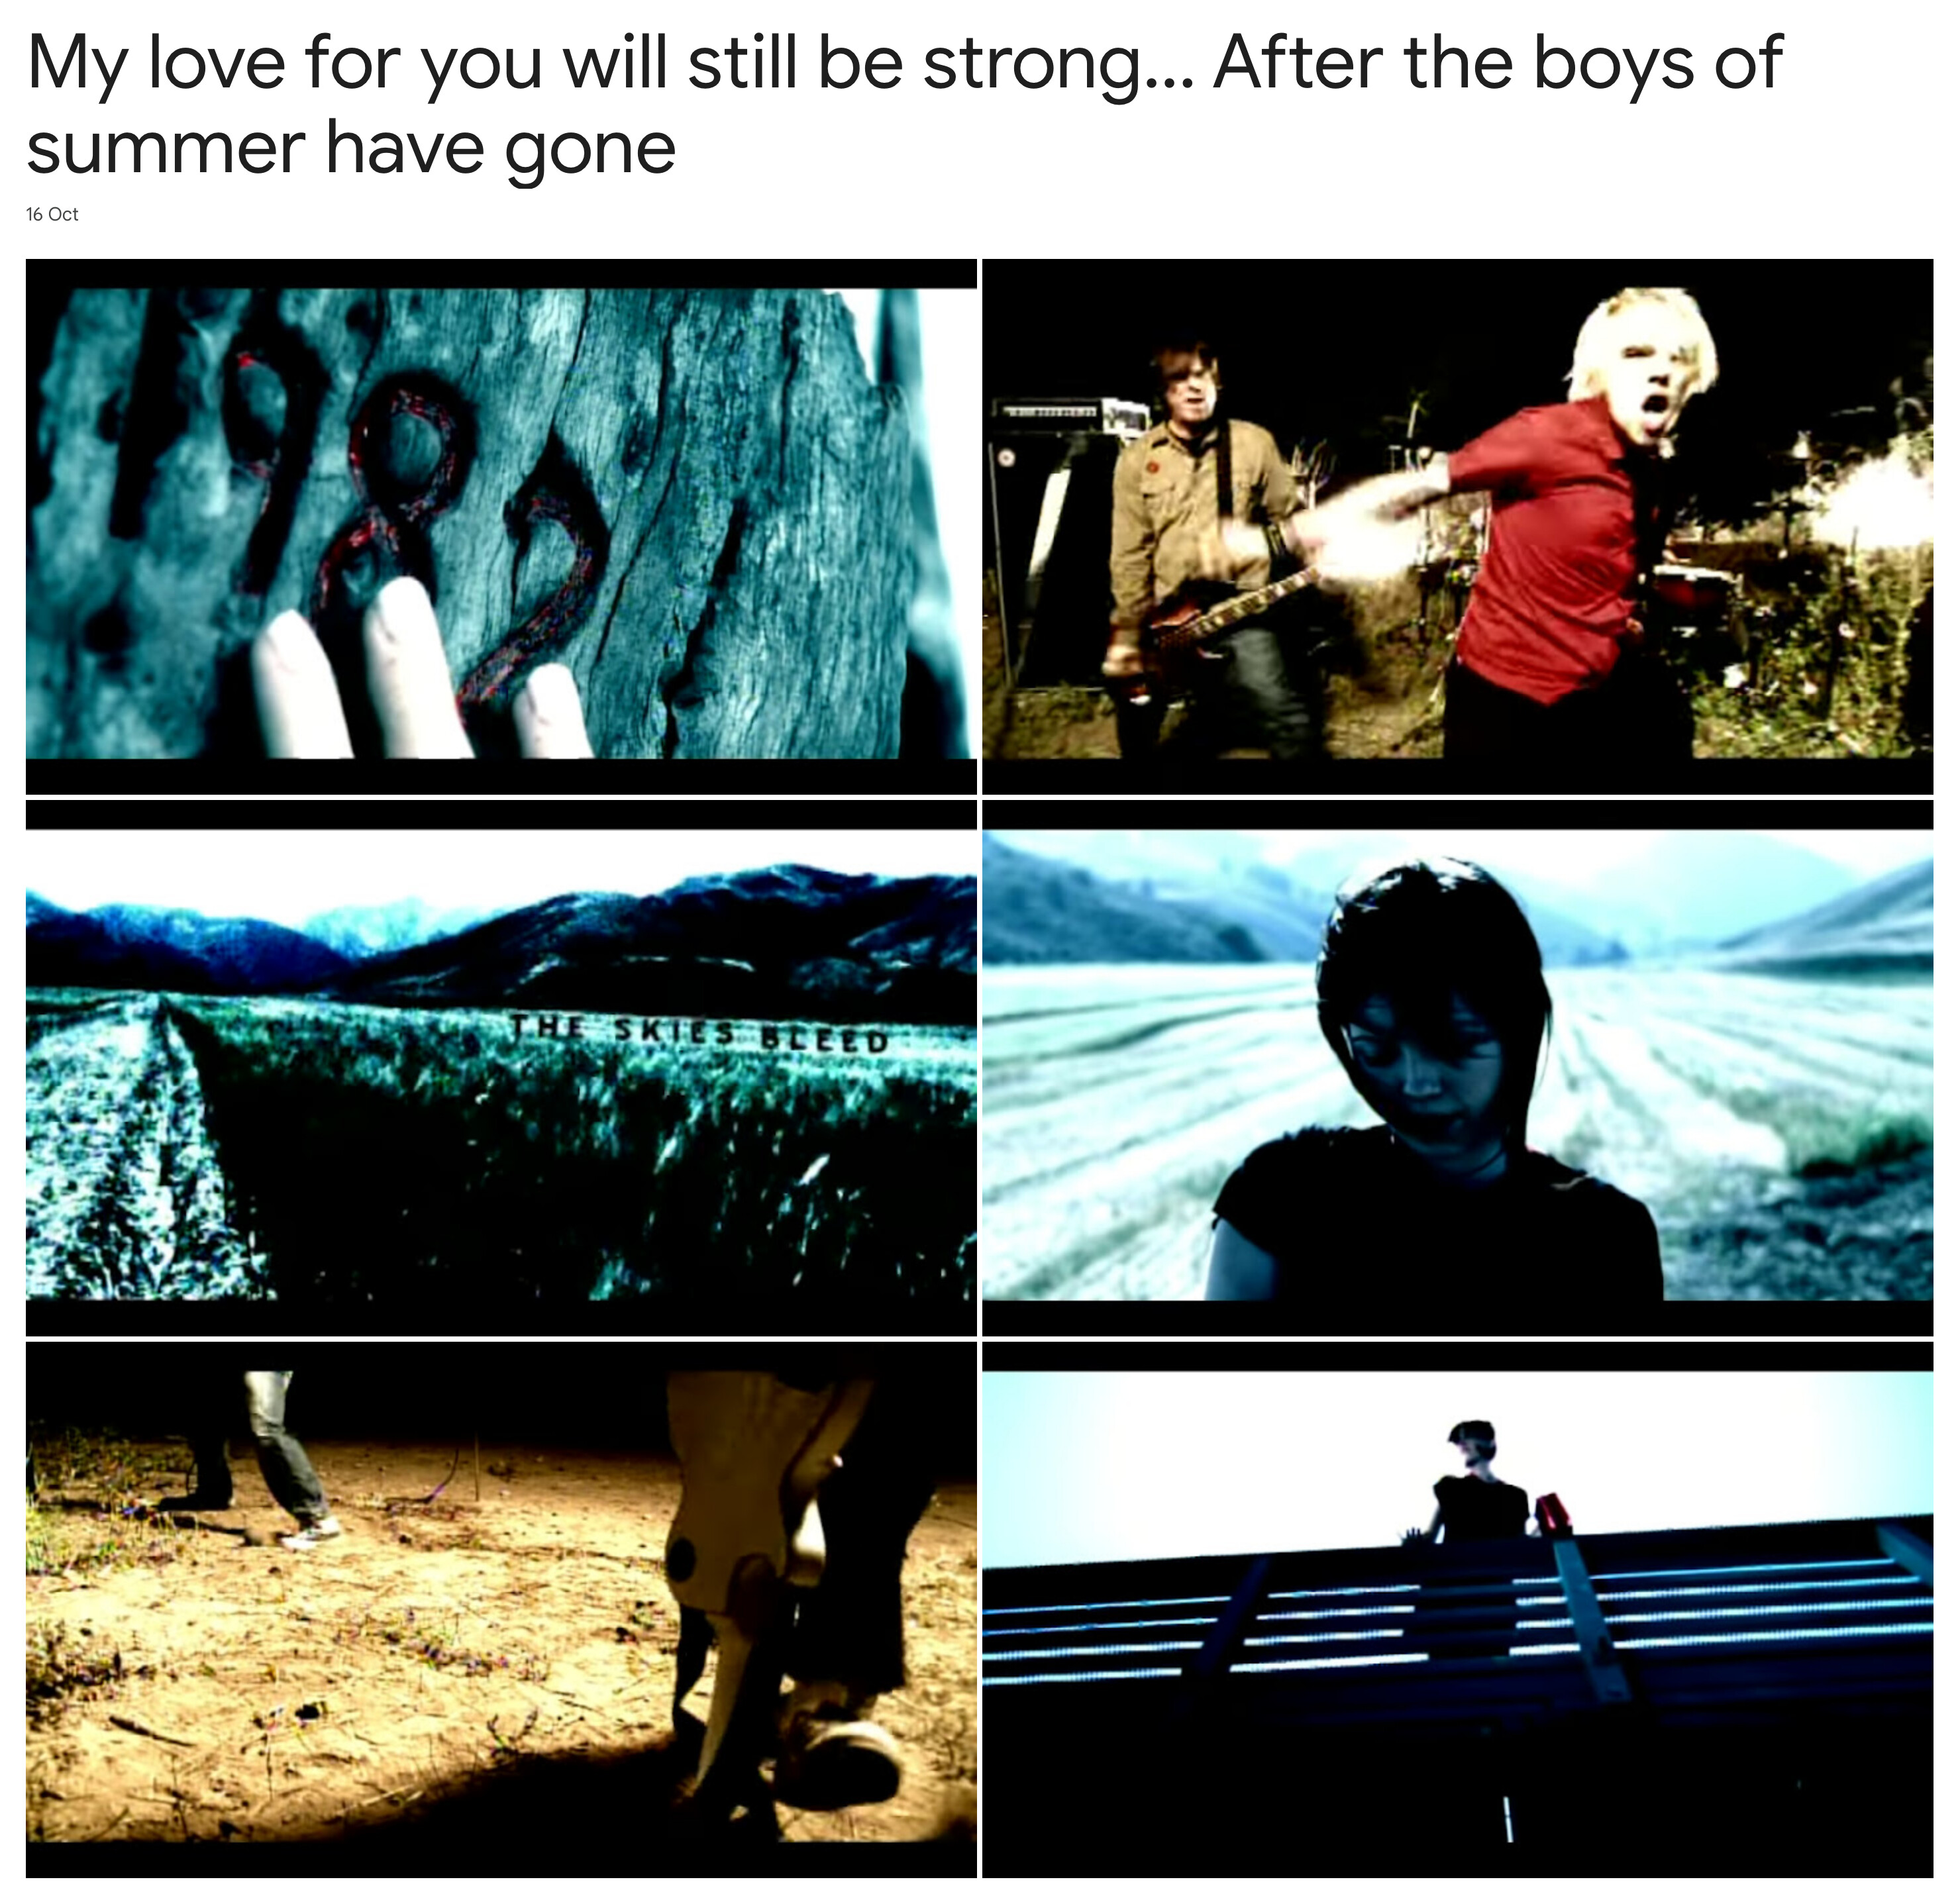 My love for you will still be strong... After the boys of
summer have gone
16 Oct
1982
THE SKIES BLEED